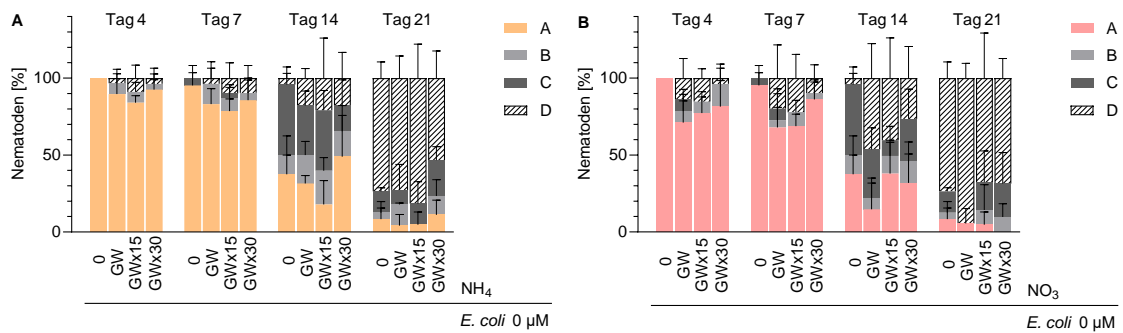 A
Tag 4 Tag 7 Tag 14 Tag 21
Nematoden [%]
100
50
0
A
B
C
D
0 GW GWx15 GWx30 0 GW GWx15 GWx30 0 GW GWx15 GWx30 0 GW GWx15 GWx30
NH₄
E. coli 0 µM
B
Tag 4 Tag 7 Tag 14 Tag 21
Nematoden [%]
100
50
0
A
B
C
D
0 GW GWx15 GWx30 0 GW GWx15 GWx30 0 GW GWx15 GWx30 0 GW GWx15 GWx30
NO₃
E. coli 0 µM